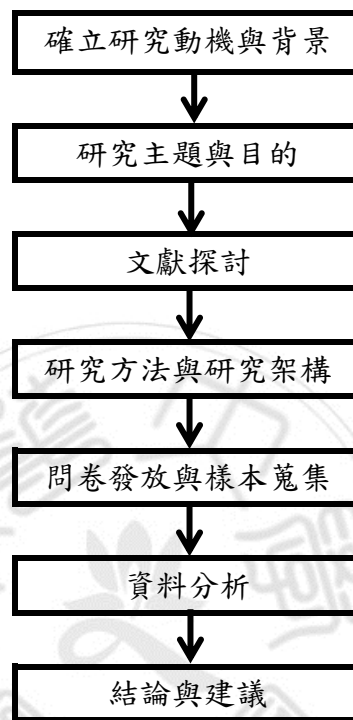 確立研究動機與背景
研究主題與目的
文獻探討
研究方法與研究架構
問卷發放與樣本蒐集
資料分析
結論與建議